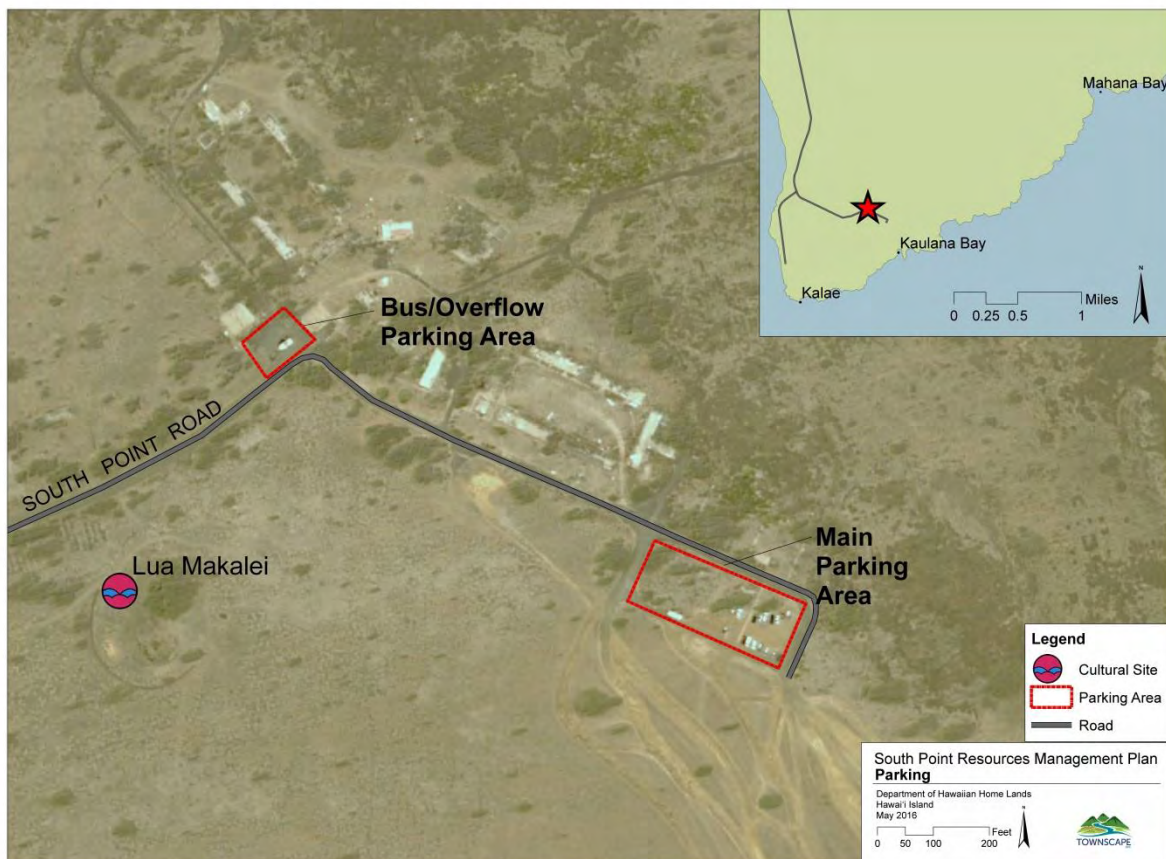 Mahana Bay
Kaulana Bay
Kalae
N
Miles
0 0.25 0.5 1
Bus/Overflow
Parking Area
SOUTH POINT ROAD
Lua Makalei
Main
Parking
Area
Legend
Cultural Site
Parking Area
Road
South Point Resources Management Plan
Parking
Department of Hawaiian Home Lands
Hawai'i Island
May 2016
N
Feet
0 50 100 200
TOWNSCAPE